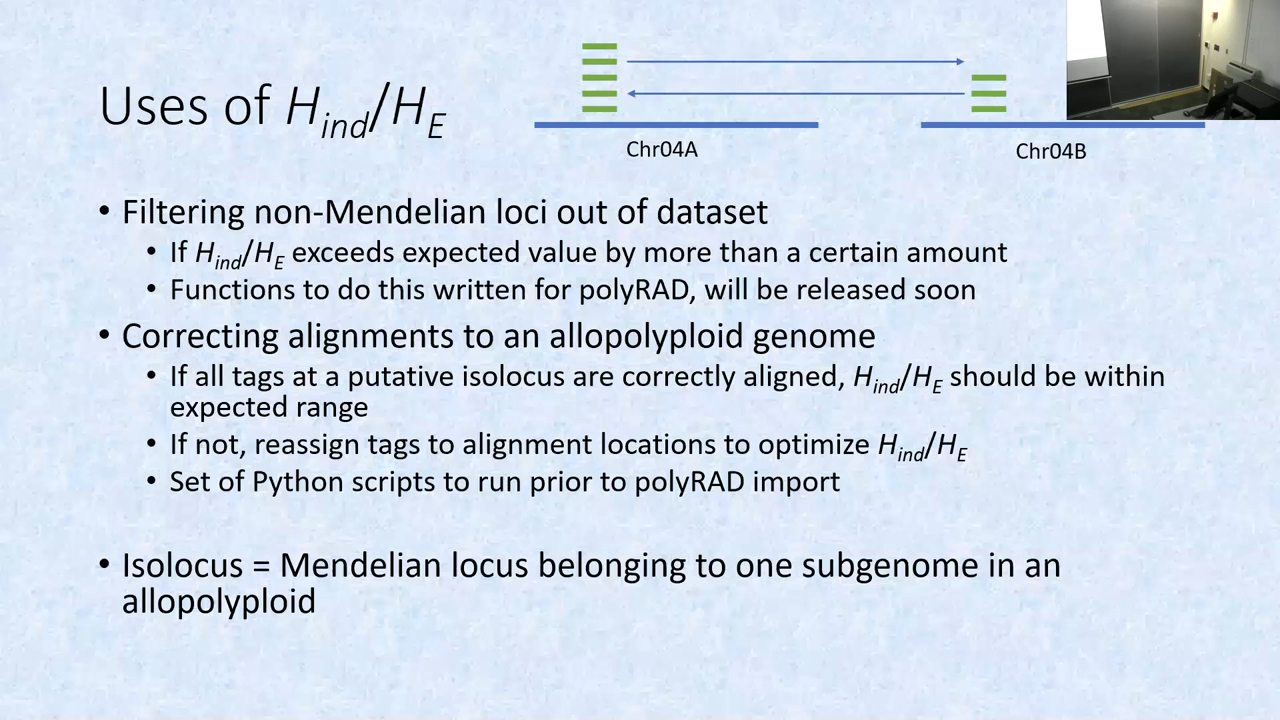 Uses of Hind/HE
Chr04A
Chr04B
• Filtering non-Mendelian loci out of dataset
• If Hind/HE exceeds expected value by more than a certain amount
• Functions to do this written for polyRAD, will be released soon
• Correcting alignments to an allopolyploid genome
• If all tags at a putative isolocus are correctly aligned, Hind/HE should be within
expected range
• If not, reassign tags to alignment locations to optimize Hind/HE
• Set of Python scripts to run prior to polyRAD import
• Isolocus = Mendelian locus belonging to one subgenome in an
allopolyploid